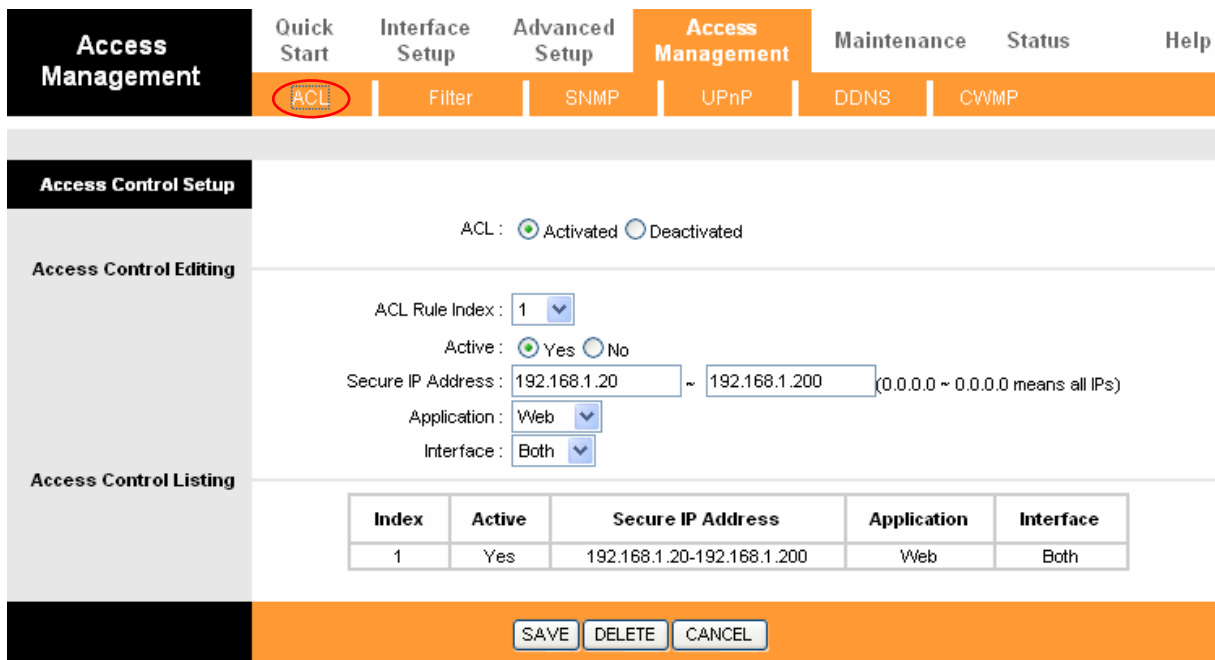 Access Management
Quick Start
Interface Setup
Advanced Setup
Access Management
Maintenance
Status
Help
ACL
Filter
SNMP
UPnP
DDNS
CWMP
Access Control Setup
ACL : Activated Deactivated
Access Control Editing
ACL Rule Index : 1
Active : Yes No
Secure IP Address : 192.168.1.20 ~ 192.168.1.200 (0.0.0.0 ~ 0.0.0.0 means all IPs)
Application : Web
Interface : Both
Access Control Listing
Index Active Secure IP Address Application Interface
1 Yes 192.168.1.20-192.168.1.200 Web Both
SAVE DELETE CANCEL